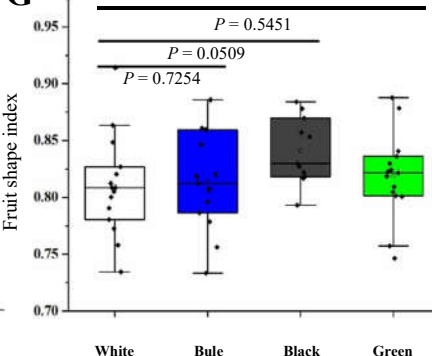 G
P = 0.5451
P = 0.0509
P = 0.7254
Fruit shape index
0.95
0.90
0.85
0.80
0.75
0.70
White Bule Black Green